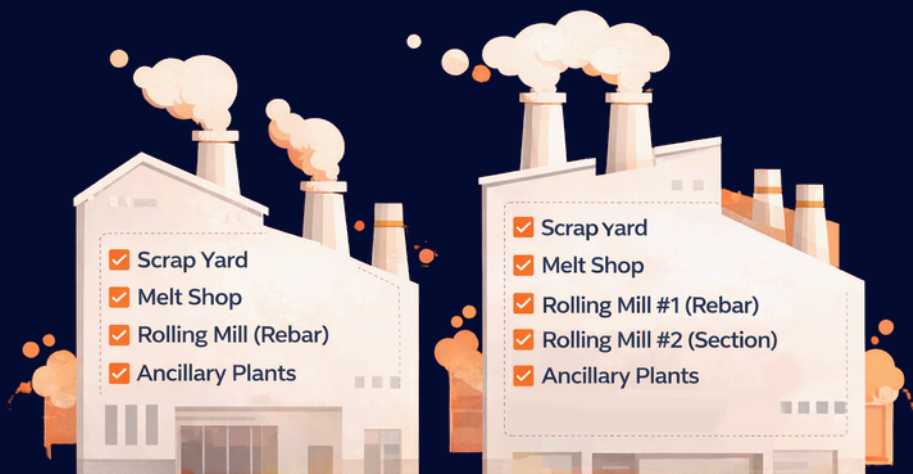 Scrap Yard
Melt Shop
Rolling Mill (Rebar)
Ancillary Plants
Scrap Yard
Melt Shop
Rolling Mill #1 (Rebar)
Rolling Mill #2 (Section)
Ancillary Plants